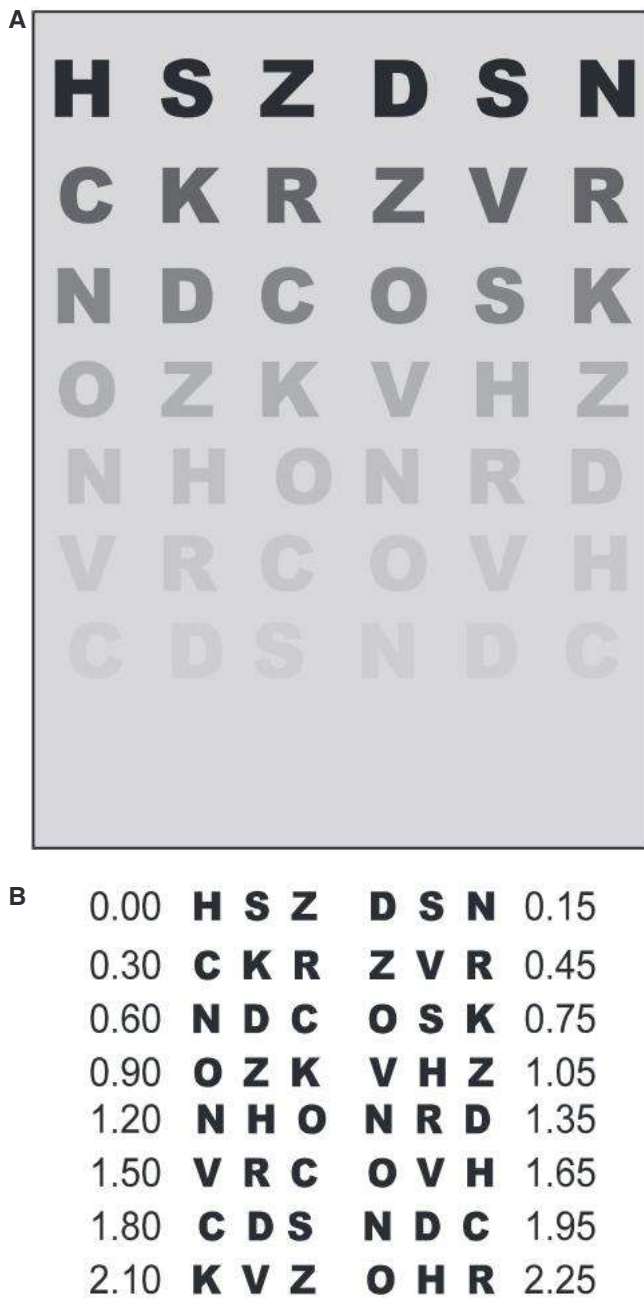 A
H S Z D S N
C K R Z V R
N D C O S K
O Z K V H Z
N H O N R D
V R C O V H
C D S N D C
B
0.00 H S Z D S N 0.15
0.30 C K R Z V R 0.45
0.60 N D C O S K 0.75
0.90 O Z K V H Z 1.05
1.20 N H O N R D 1.35
1.50 V R C O V H 1.65
1.80 C D S N D C 1.95
2.10 K V Z O H R 2.25